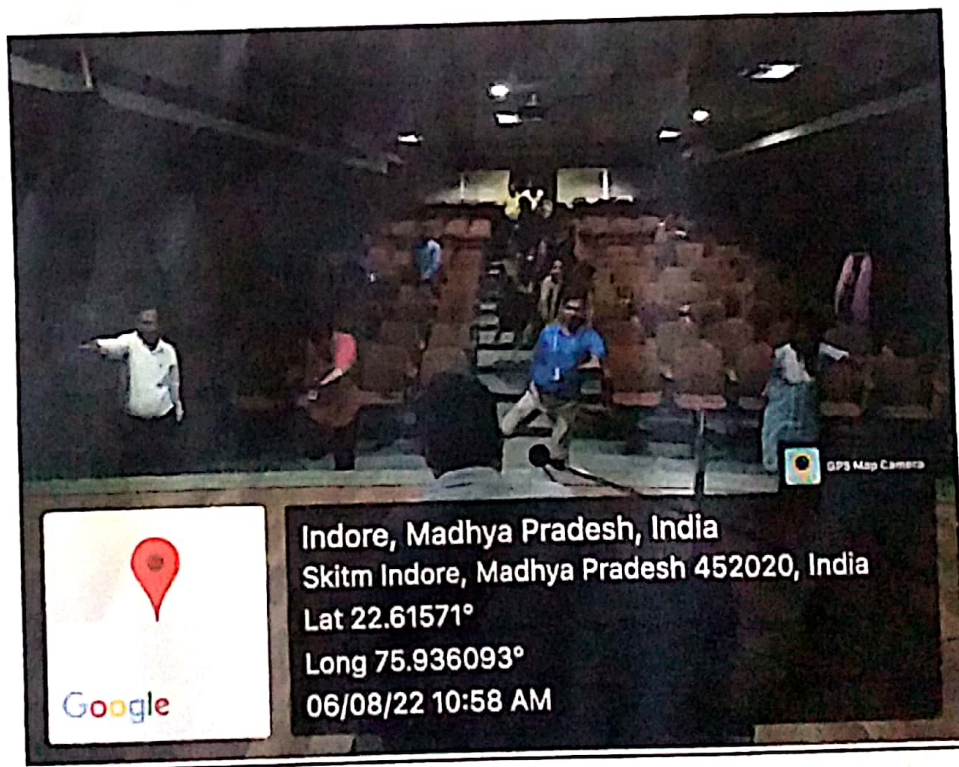 GPS Map Camera
Indore, Madhya Pradesh, India
Skitm Indore, Madhya Pradesh 452020, India
Lat 22.61571°
Long 75.936093°
06/08/22 10:58 AM
Google